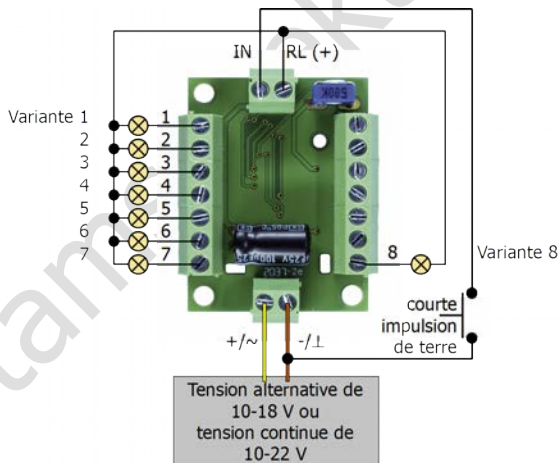 IN RL (+)
Variante 1
2
3
4
5
6
7
1
2
3
4
5
6
7
8
Variante 8
courte
impulsion
de terre
+/~
-/⊥
Tension alternative de
10-18 V ou
tension continue de
10-22 V